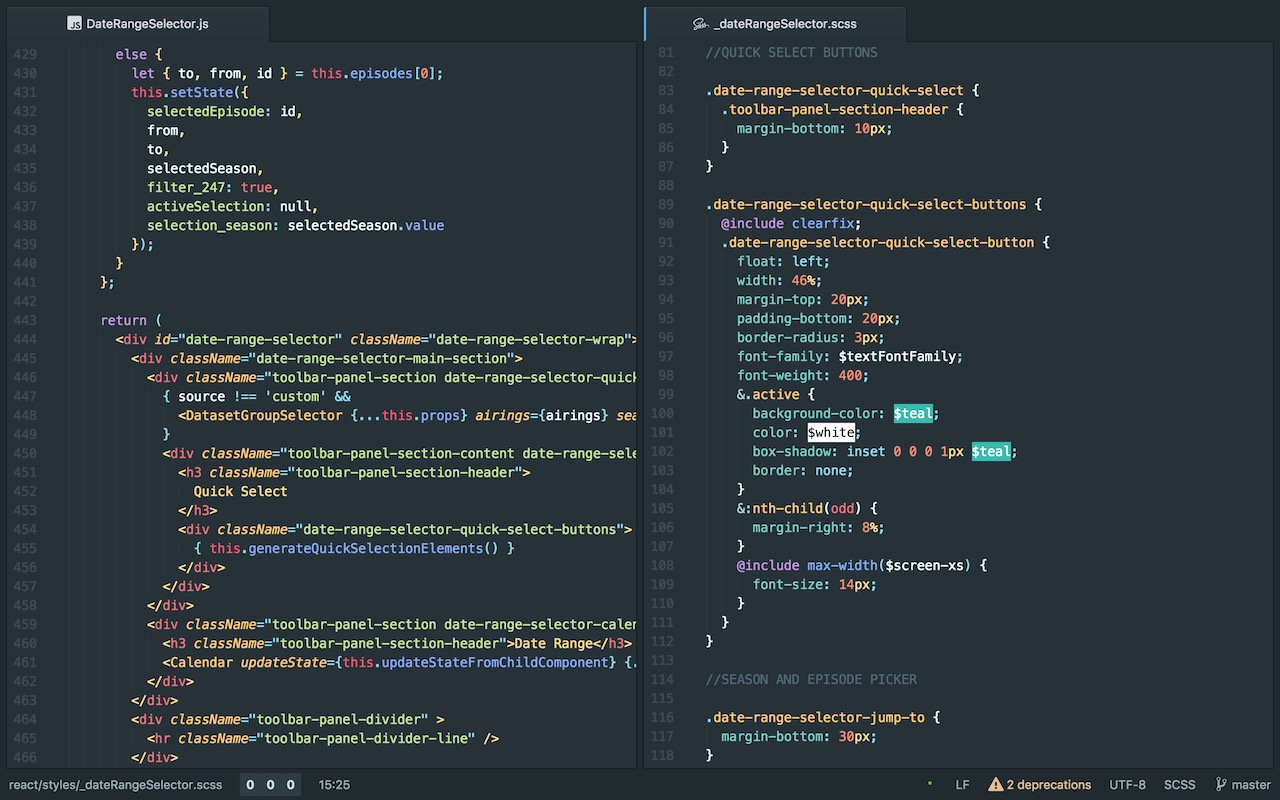 DateRangeSelector.js
429 else {
430 let { to, from, id } = this.episodes[0];
431 this.setState({
432 selectedEpisode: id,
433 from,
434 to,
435 selectedSeason,
436 filter_247: true,
437 activeSelection: null,
438 selection_season: selectedSeason.value
439 });
440 }
441 };
442
443 return (
444 <div id="date-range-selector" className="date-range-selector-wrap">
445 <div className="date-range-selector-main-section">
446 <div className="toolbar-panel-section date-range-selector-quick
447 { source !== 'custom' &&
448 <DatasetGroupSelector {...this.props} airings={airings} sea
449 }
450 <div className="toolbar-panel-section-content date-range-sele
451 <h3 className="toolbar-panel-section-header">
452 Quick Select
453 </h3>
454 <div className="date-range-selector-quick-select-buttons">
455 { this.generateQuickSelectionElements() }
456 </div>
457 </div>
458 </div>
459 <div className="toolbar-panel-section date-range-selector-calen
460 <h3 className="toolbar-panel-section-header">Date Range</h3>
461 <Calendar updateState={this.updateStateFromChildComponent} {.
462 </div>
463 </div>
464 <div className="toolbar-panel-divider" >
465 <hr className="toolbar-panel-divider-line" />
466 </div>
_dateRangeSelector.scss
81 //QUICK SELECT BUTTONS
82
83 .date-range-selector-quick-select {
84 .toolbar-panel-section-header {
85 margin-bottom: 10px;
86 }
87 }
88
89 .date-range-selector-quick-select-buttons {
90 @include clearfix;
91 .date-range-selector-quick-select-button {
92 float: left;
93 width: 46%;
94 margin-top: 20px;
95 padding-bottom: 20px;
96 border-radius: 3px;
97 font-family: $textFontFamily;
98 font-weight: 400;
99 &.active {
100 background-color: $teal;
101 color: $white;
102 box-shadow: inset 0 0 0 1px $teal;
103 border: none;
104 }
105 &:nth-child(odd) {
106 margin-right: 8%;
107 }
108 @include max-width($screen-xs) {
109 font-size: 14px;
110 }
111 }
112 }
113
114 //SEASON AND EPISODE PICKER
115
116 .date-range-selector-jump-to {
117 margin-bottom: 30px;
118 }
react/styles/_dateRangeSelector.scss 0 0 0 15:25 LF 2 deprecations UTF-8 SCSS master